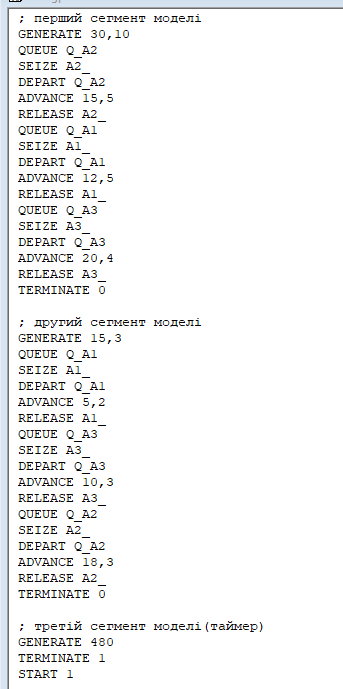 ; перший сегмент моделі
GENERATE 30,10
QUEUE Q_A2
SEIZE A2_
DEPART Q_A2
ADVANCE 15,5
RELEASE A2_
QUEUE Q_A1
SEIZE A1_
DEPART Q_A1
ADVANCE 12,5
RELEASE A1_
QUEUE Q_A3
SEIZE A3_
DEPART Q_A3
ADVANCE 20,4
RELEASE A3_
TERMINATE 0
; другий сегмент моделі
GENERATE 15,3
QUEUE Q_A1
SEIZE A1_
DEPART Q_A1
ADVANCE 5,2
RELEASE A1_
QUEUE Q_A3
SEIZE A3_
DEPART Q_A3
ADVANCE 10,3
RELEASE A3_
QUEUE Q_A2
SEIZE A2_
DEPART Q_A2
ADVANCE 18,3
RELEASE A2_
TERMINATE 0
; третій сегмент моделі(таймер)
GENERATE 480
TERMINATE 1
START 1